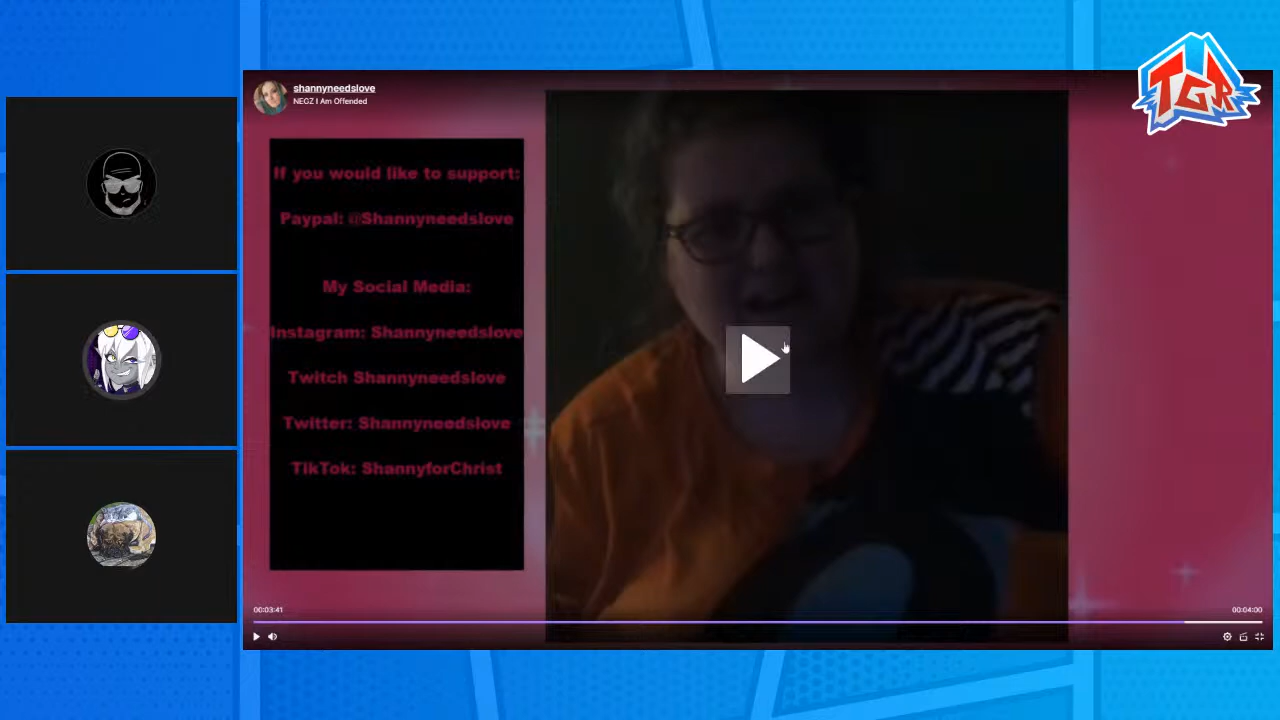 TGR
shannyneedslove
NEGZ I Am Offended
If you would like to support:
Paypal: @Shannyneedslove
My Social Media:
Instagram: Shannyneedslove
Twitch Shannyneedslove
Twitter: Shannyneedslove
TikTok: ShannyforChrist
00:03:41
00:04:00